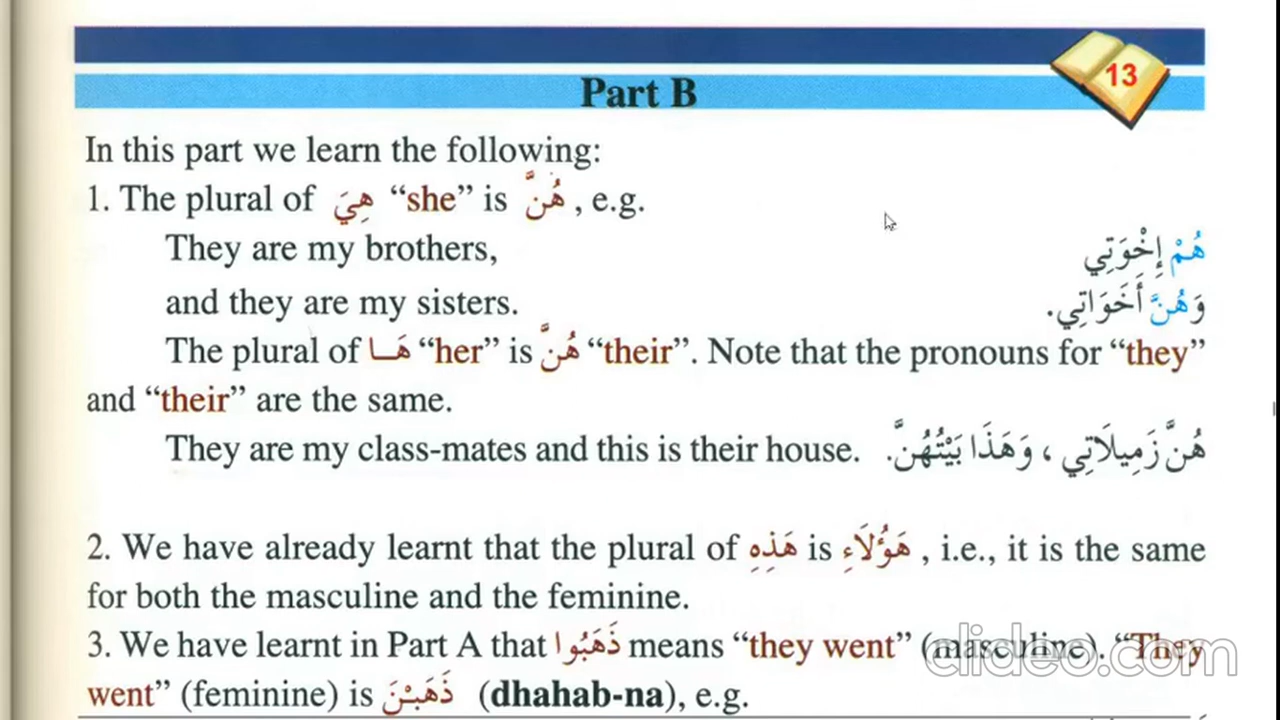 13
Part B
In this part we learn the following:
1. The plural of هِيَ “she” is هُنَّ , e.g.
They are my brothers, هُمْ إِخْوَتِي
and they are my sisters. وَهُنَّ أَخَوَاتِي.
The plural of هَـا “her” is هُنَّ “their”. Note that the pronouns for “they”
and “their” are the same.
They are my class-mates and this is their house. هُنَّ زَمِيلَاتِي ، وَهَذَا بَيْتُهُنَّ.
2. We have already learnt that the plural of هَذِهِ is هَؤُلَاءِ , i.e., it is the same
for both the masculine and the feminine.
3. We have learnt in Part A that ذَهَبُوا means “they went” (masculine). “They
went” (feminine) is ذَهَبْـنَ (dhahab-na), e.g.
clideo.com